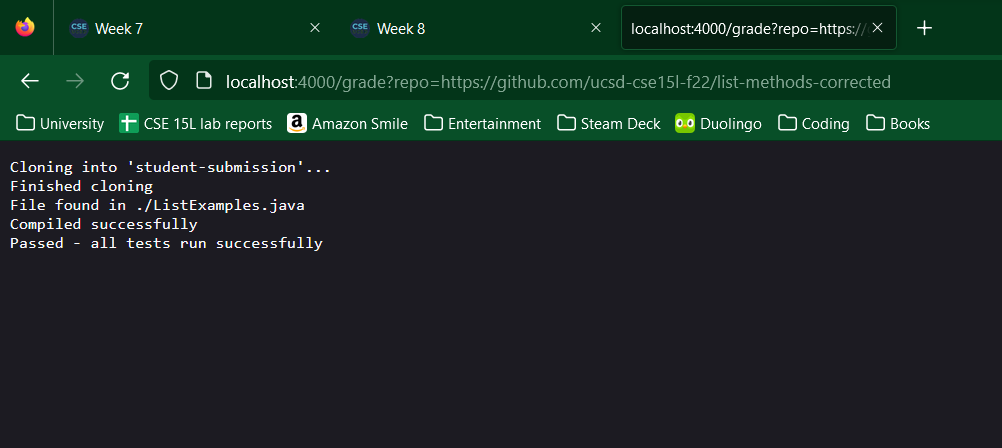 CSE Week 7
CSE Week 8
localhost:4000/grade?repo=https://
localhost:4000/grade?repo=https://github.com/ucsd-cse15l-f22/list-methods-corrected
University CSE 15L lab reports Amazon Smile Entertainment Steam Deck Duolingo Coding Books
Cloning into 'student-submission'...
Finished cloning
File found in ./ListExamples.java
Compiled successfully
Passed - all tests run successfully